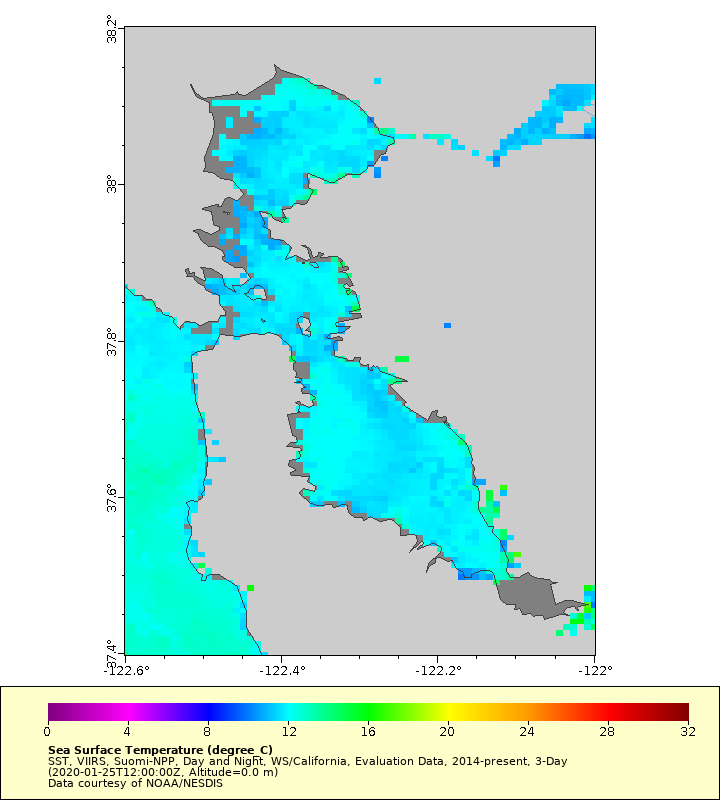 38.2°
38°
37.8°
37.6°
37.4°
-122.6° -122.4° -122.2° -122°
0 4 8 12 16 20 24 28 32
Sea Surface Temperature (degree_C)
SST, VIIRS, Suomi-NPP, Day and Night, WS/California, Evaluation Data, 2014-present, 3-Day
(2020-01-25T12:00:00Z, Altitude=0.0 m)
Data courtesy of NOAA/NESDIS